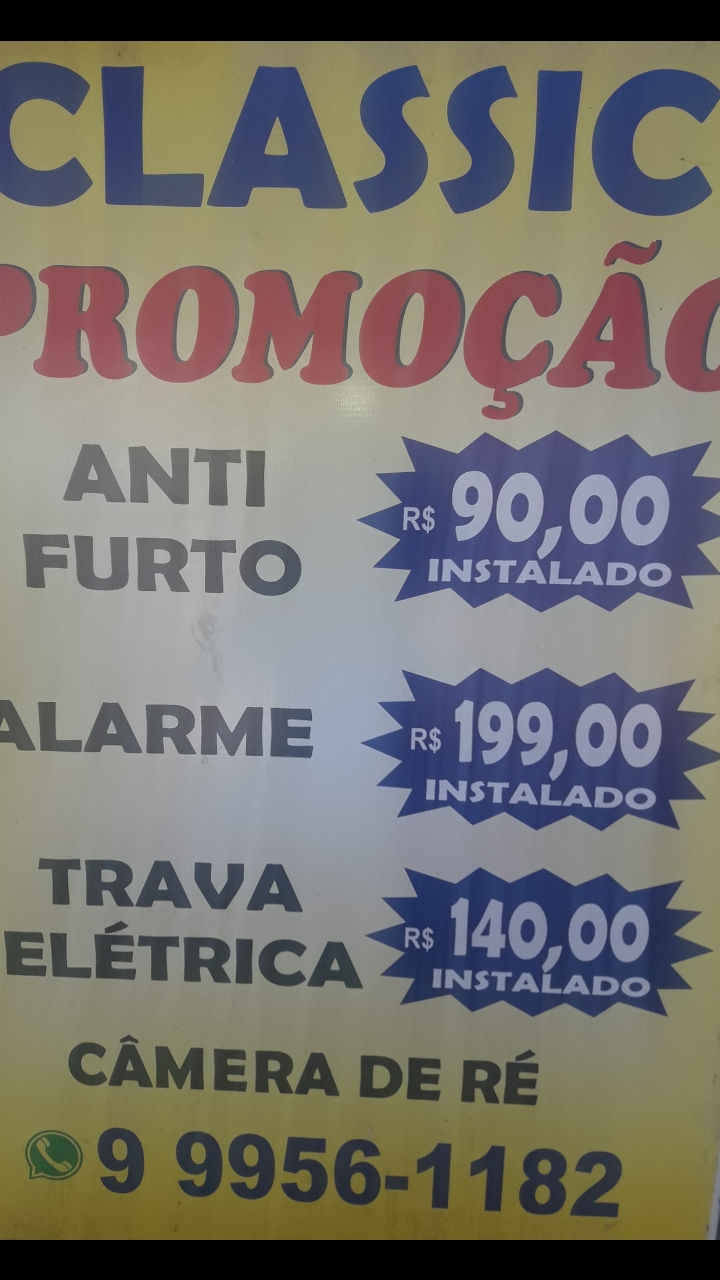 CLASSIC
PROMOÇÃO
ANTI
FURTO
R$ 90,00
INSTALADO
ALARME
R$ 199,00
INSTALADO
TRAVA
ELÉTRICA
R$ 140,00
INSTALADO
CÂMERA DE RÉ
9 9956-1182